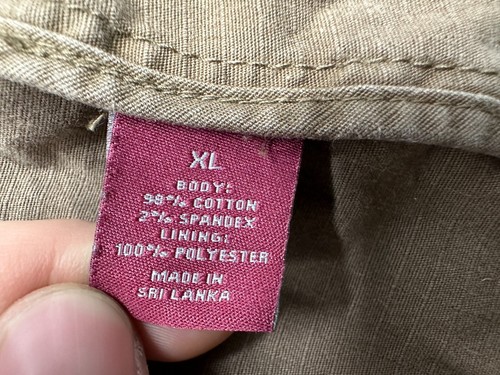 XL
BODY:
98% COTTON
2% SPANDEX
LINING:
100% POLYESTER
MADE IN
SRI LANKA